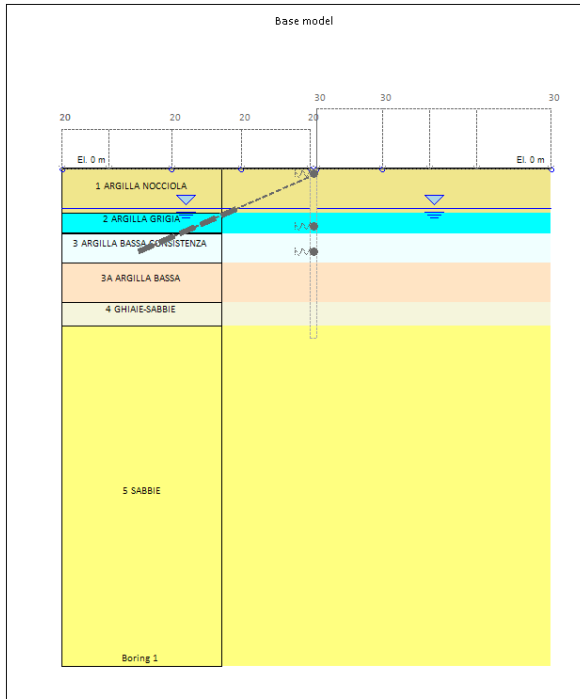 Base model
30 30 30
20 20 20 20
El. 0 m El. 0 m
1 ARGILLA NOCCIOLA
2 ARGILLA GRIGIA
3 ARGILLA BASSA CONSISTENZA
3A ARGILLA BASSA
4 GHIAIE-SABBIE
5 SABBIE
Boring 1